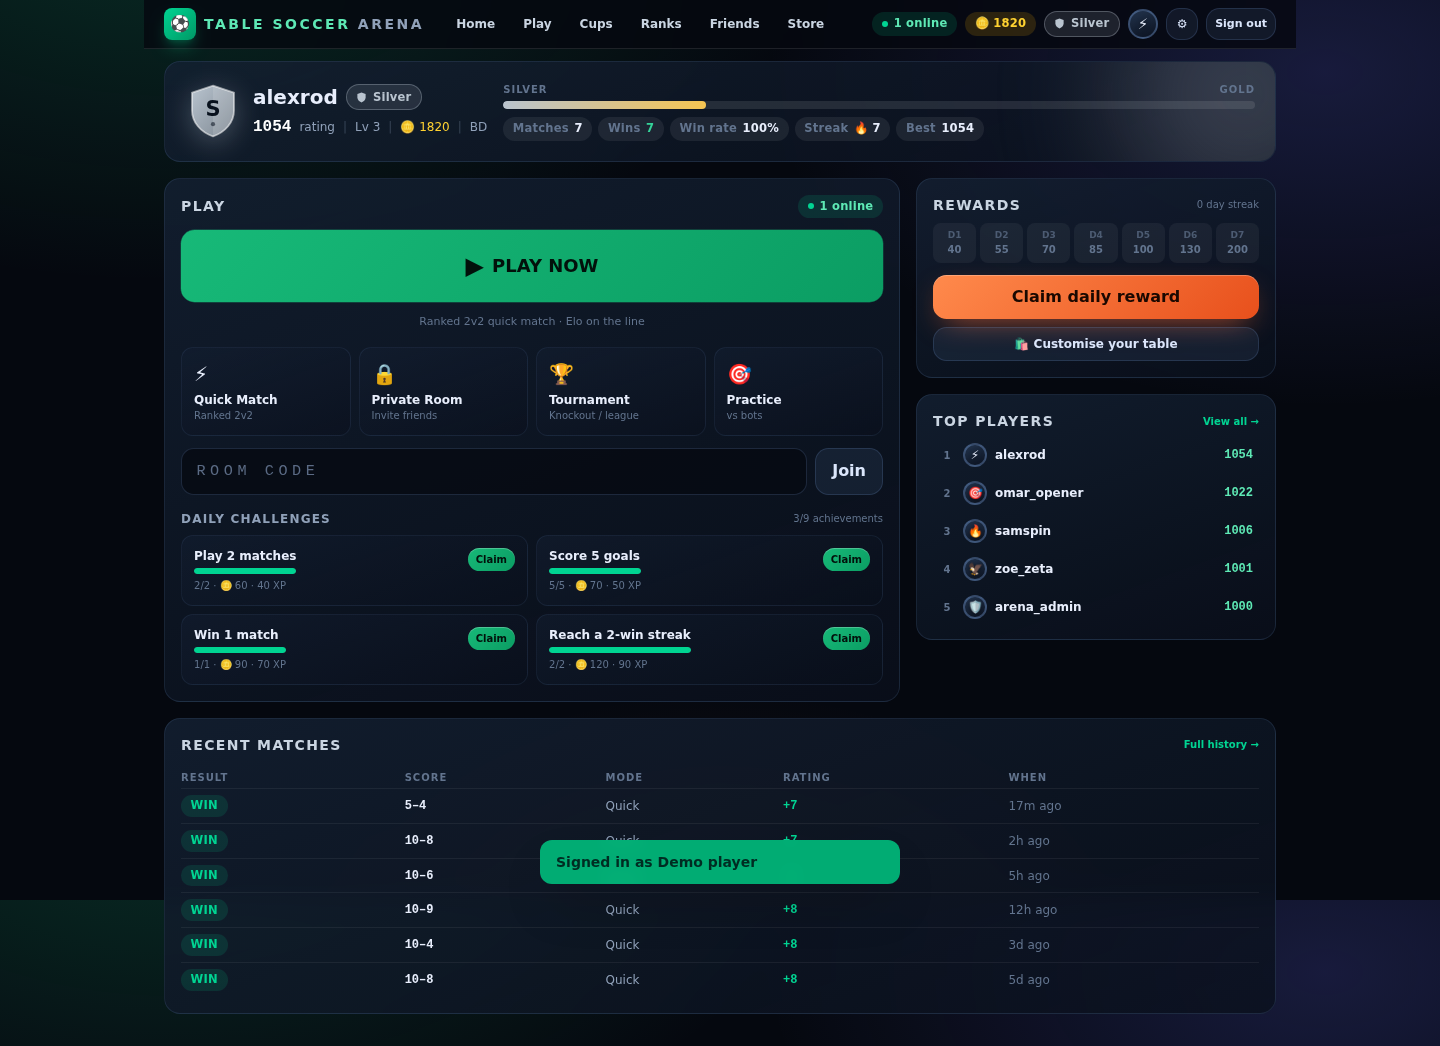 TABLE SOCCER ARENA
Home Play Cups Ranks Friends Store
1 online 1820 Silver Sign out
S
alexrod Silver
1054 rating | Lv 3 | 1820 | BD
SILVER GOLD
Matches 7 Wins 7 Win rate 100% Streak 7 Best 1054
PLAY 1 online
PLAY NOW
Ranked 2v2 quick match · Elo on the line
Quick Match
Ranked 2v2
Private Room
Invite friends
Tournament
Knockout / league
Practice
vs bots
ROOM CODE Join
DAILY CHALLENGES 3/9 achievements
Play 2 matches Claim
2/2 · 60 · 40 XP
Score 5 goals Claim
5/5 · 70 · 50 XP
Win 1 match Claim
1/1 · 90 · 70 XP
Reach a 2-win streak Claim
2/2 · 120 · 90 XP
REWARDS 0 day streak
D1 D2 D3 D4 D5 D6 D7
40 55 70 85 100 130 200
Claim daily reward
Customise your table
TOP PLAYERS View all →
1 alexrod 1054
2 omar_opener 1022
3 samspin 1006
4 zoe_zeta 1001
5 arena_admin 1000
RECENT MATCHES Full history →
RESULT SCORE MODE RATING WHEN
WIN 5–4 Quick +7 17m ago
WIN 10–8 Quick +7 2h ago
Signed in as Demo player
WIN 10–6 5h ago
WIN 10–9 Quick +8 12h ago
WIN 10–4 Quick +8 3d ago
WIN 10–8 Quick +8 5d ago